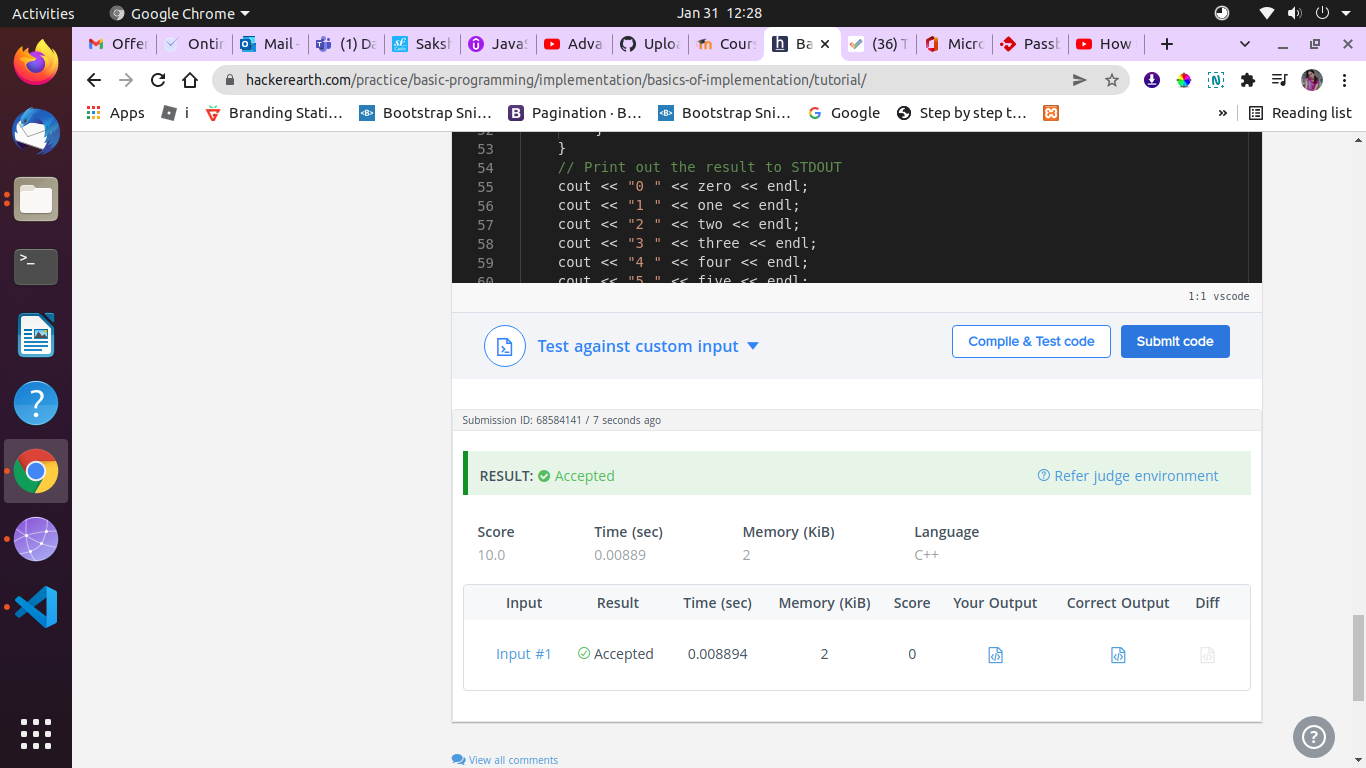 Activities
Google Chrome
Jan 31 12:28
Offer
Ontir
Mail -
(1) Da
Saksh
JavaS
Adva
Uploa
Cours
Ba
(36) T
Micro
Passb
How
hackerearth.com/practice/basic-programming/implementation/basics-of-implementation/tutorial/
Apps
i
Branding Stati...
Bootstrap Sni...
Pagination · B...
Bootstrap Sni...
Google
Step by step t...
»
Reading list
52 }
53 }
54 // Print out the result to STDOUT
55 cout << "0 " << zero << endl;
56 cout << "1 " << one << endl;
57 cout << "2 " << two << endl;
58 cout << "3 " << three << endl;
59 cout << "4 " << four << endl;
60 cout << "5 " << five << endl;
1:1 vscode
Test against custom input
Compile & Test code
Submit code
Submission ID: 68584141 / 7 seconds ago
RESULT: Accepted
Refer judge environment
Score Time (sec) Memory (KiB) Language
10.0 0.00889 2 C++
Input Result Time (sec) Memory (KiB) Score Your Output Correct Output Diff
Input #1 Accepted 0.008894 2 0
View all comments